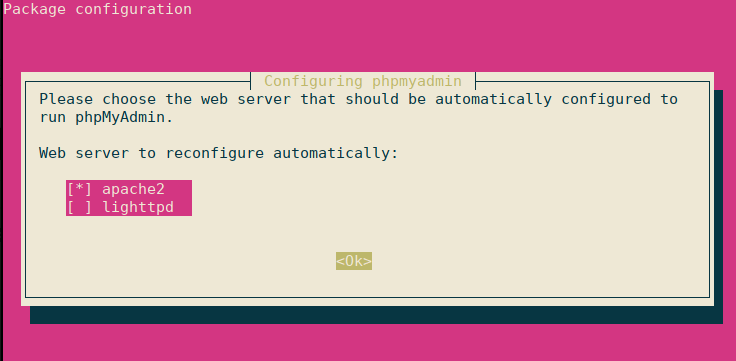 Package configuration
Configuring phpmyadmin
Please choose the web server that should be automatically configured to
run phpMyAdmin.
Web server to reconfigure automatically:
[*] apache2
[ ] lighttpd
<Ok>